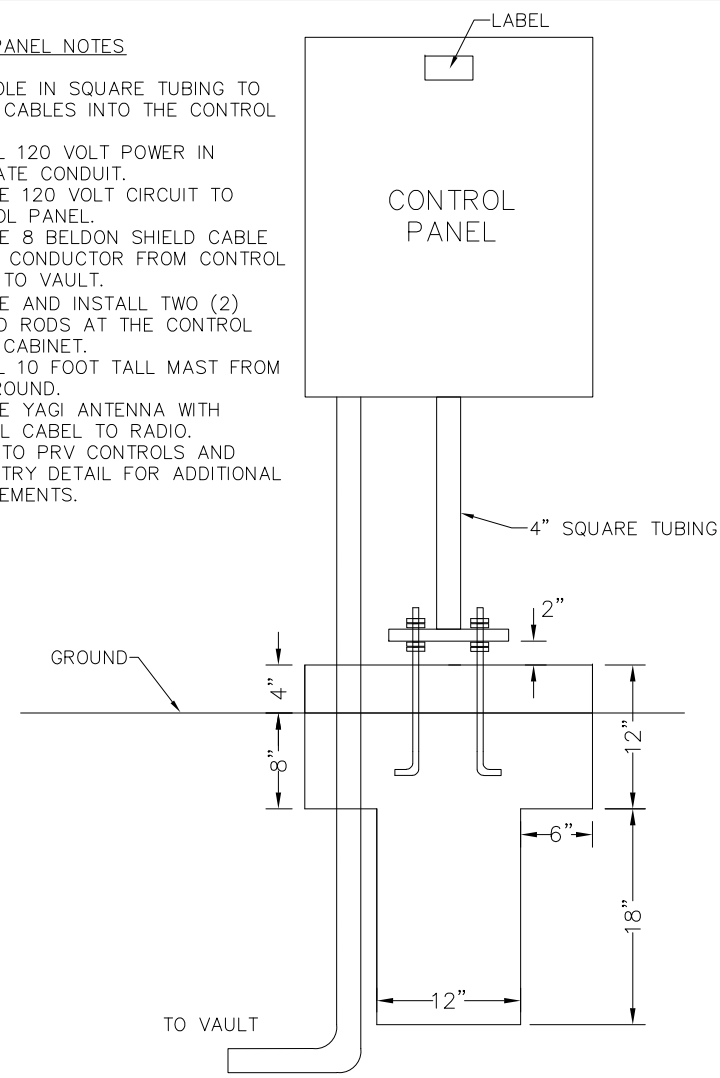 LABEL
PANEL NOTES
OLE IN SQUARE TUBING TO
CABLES INTO THE CONTROL
L 120 VOLT POWER IN
ATE CONDUIT.
E 120 VOLT CIRCUIT TO
OL PANEL.
E 8 BELDON SHIELD CABLE
CONDUCTOR FROM CONTROL
TO VAULT.
E AND INSTALL TWO (2)
D RODS AT THE CONTROL
CABINET.
L 10 FOOT TALL MAST FROM
ROUND.
E YAGI ANTENNA WITH
L CABEL TO RADIO.
TO PRV CONTROLS AND
TRY DETAIL FOR ADDITIONAL
EMENTS.
CONTROL
PANEL
4” SQUARE TUBING
2”
GROUND
4”
8”
12”
6”
18”
12”
TO VAULT